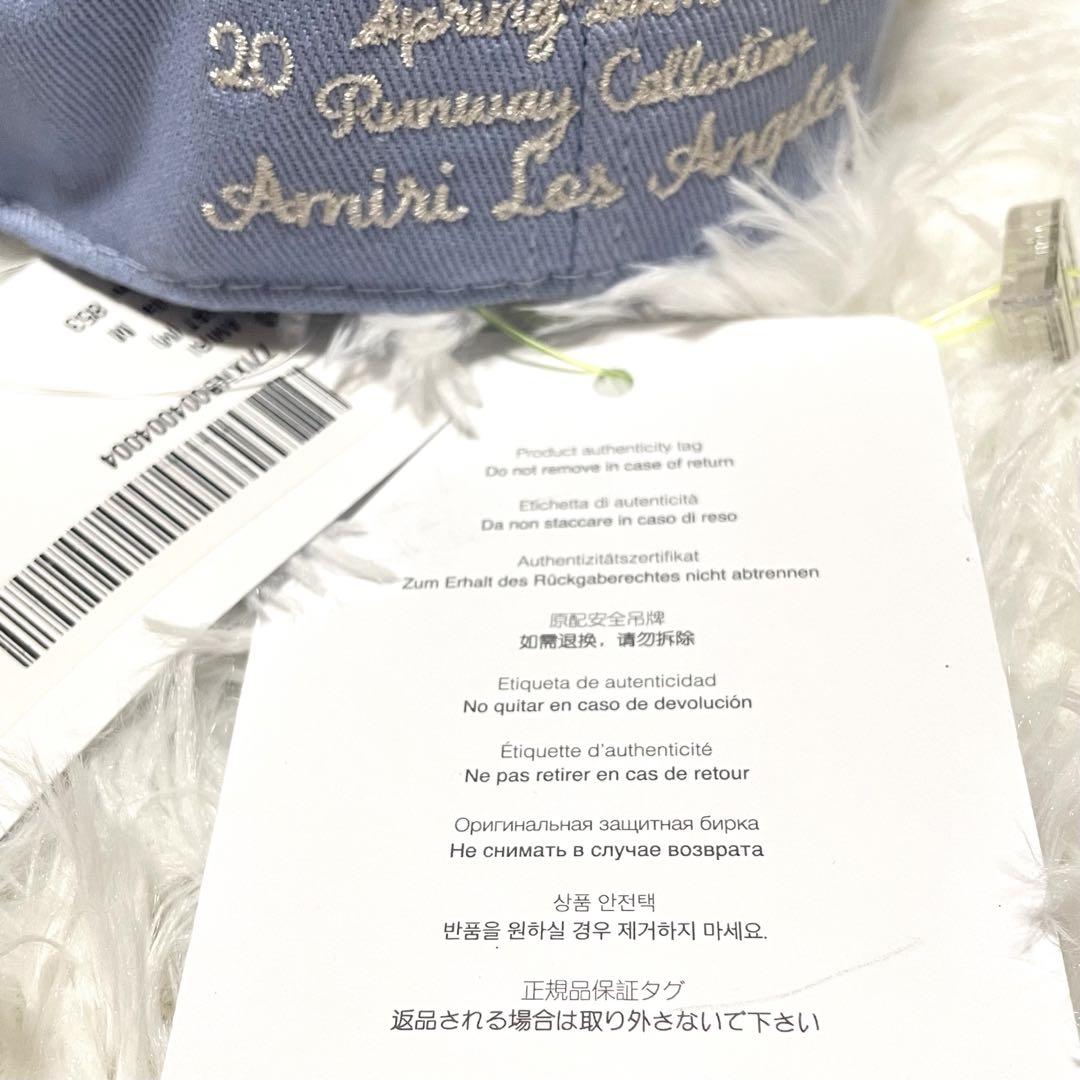 Spring
20
Runway Collection
Amiri Los Angeles
853
M
Product authenticity tag
Do not remove in case of return
Etichetta di autenticità
Da non staccare in caso di reso
Authentizitätszertifikat
Zum Erhalt des Rückgaberechtes nicht abtrennen
原配安全吊牌
如需退换，请勿拆除
Etiqueta de autenticidad
No quitar en caso de devolución
Étiquette d'authenticité
Ne pas retirer en cas de retour
Оригинальная защитная бирка
Не снимать в случае возврата
상품 안전택
반품을 원하실 경우 제거하지 마세요.
正規品保証タグ
返品される場合は取り外さないで下さい